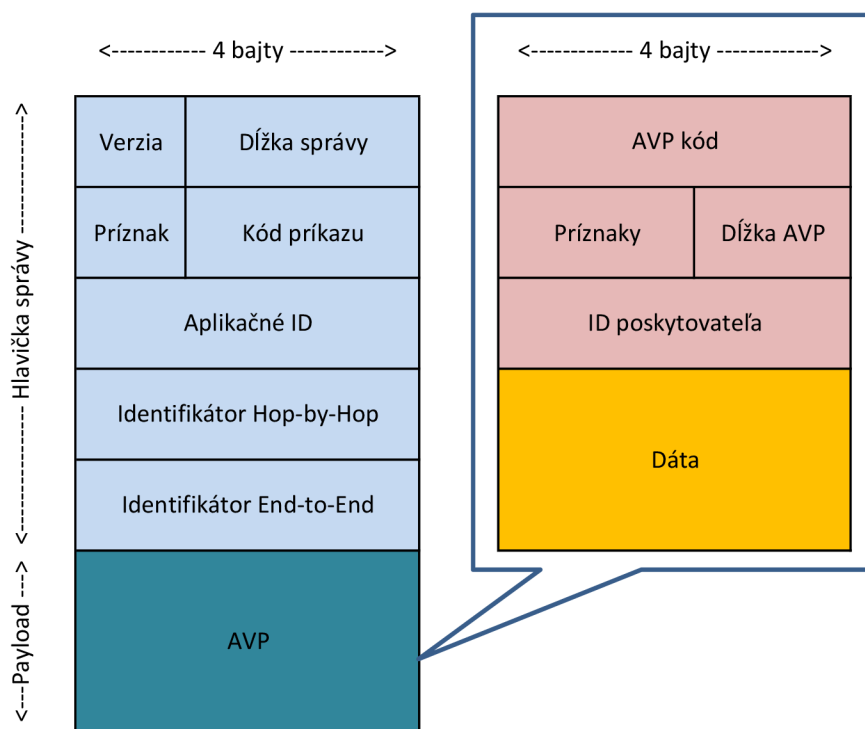 <------------ 4 bajty ------------>
Verzia
Dĺžka správy
Príznak
Kód príkazu
Aplikačné ID
Identifikátor Hop-by-Hop
Identifikátor End-to-End
AVP
<-------------------- Hlavička správy -------------------->
<---Payload --->
<------------ 4 bajty ------------>
AVP kód
Príznaky
Dĺžka AVP
ID poskytovateľa
Dáta